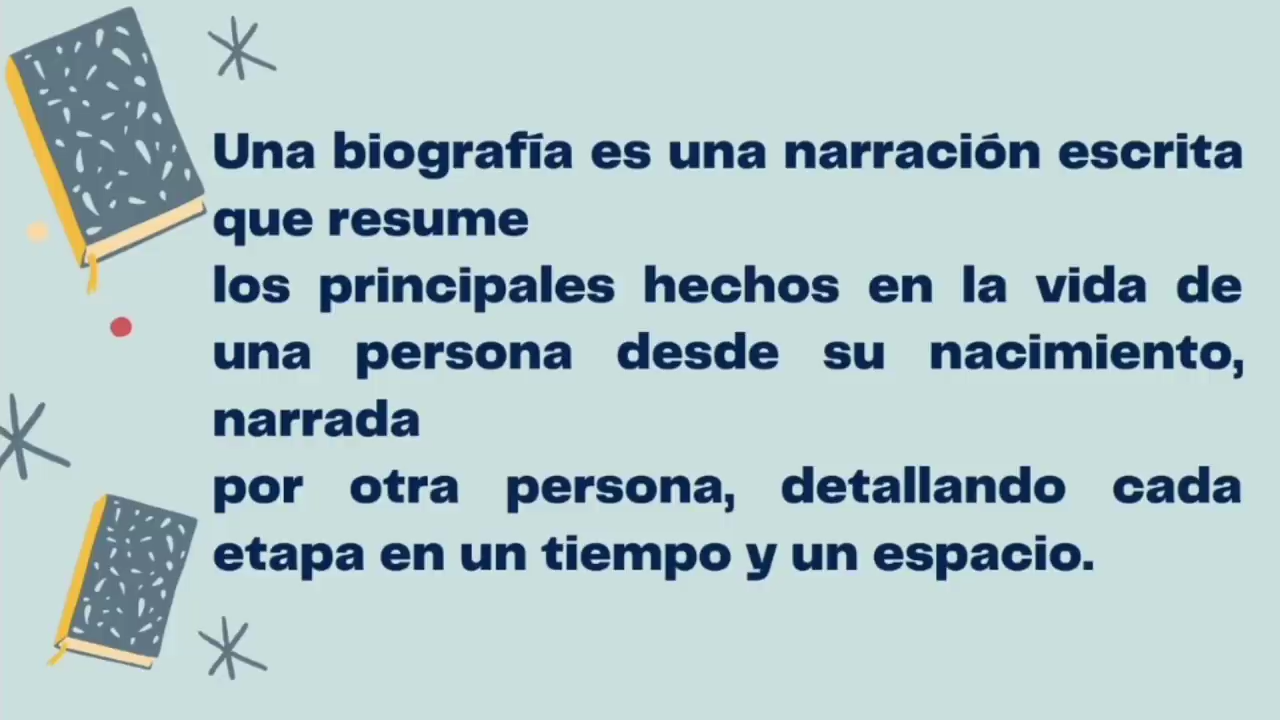 Una biografía es una narración escrita
que resume
los principales hechos en la vida de
una persona desde su nacimiento,
narrada
por otra persona, detallando cada
etapa en un tiempo y un espacio.